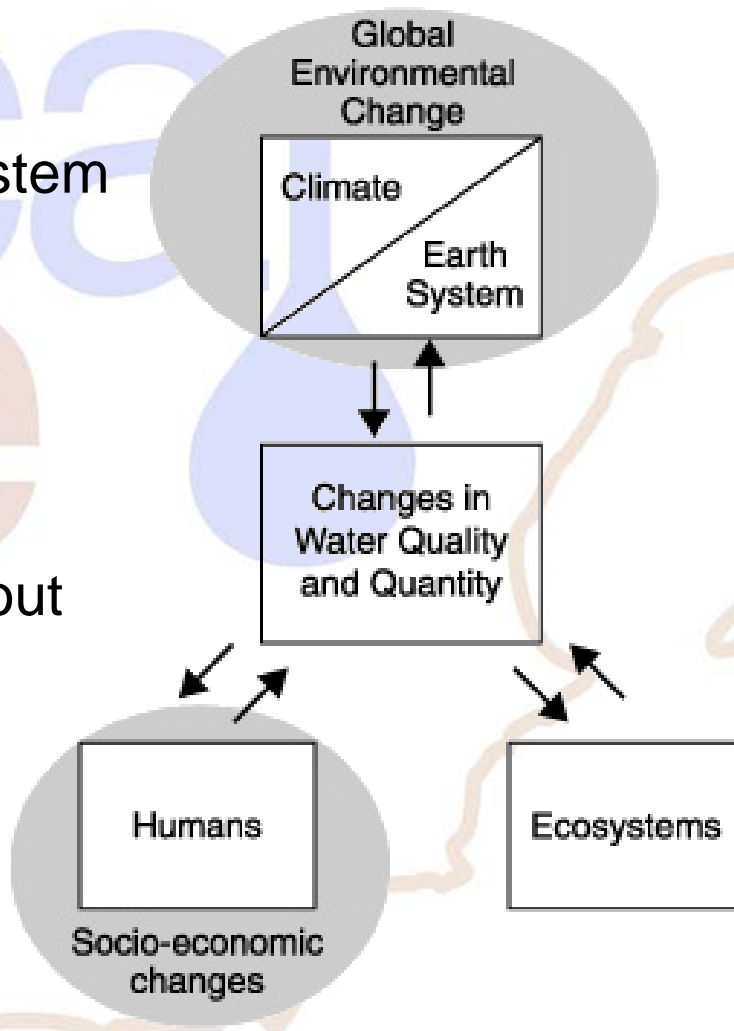 Global
Environmental
Change
stem
Climate
Earth
System
Changes in
Water Quality
and Quantity
out
Humans
Ecosystems
Socio-economic
changes